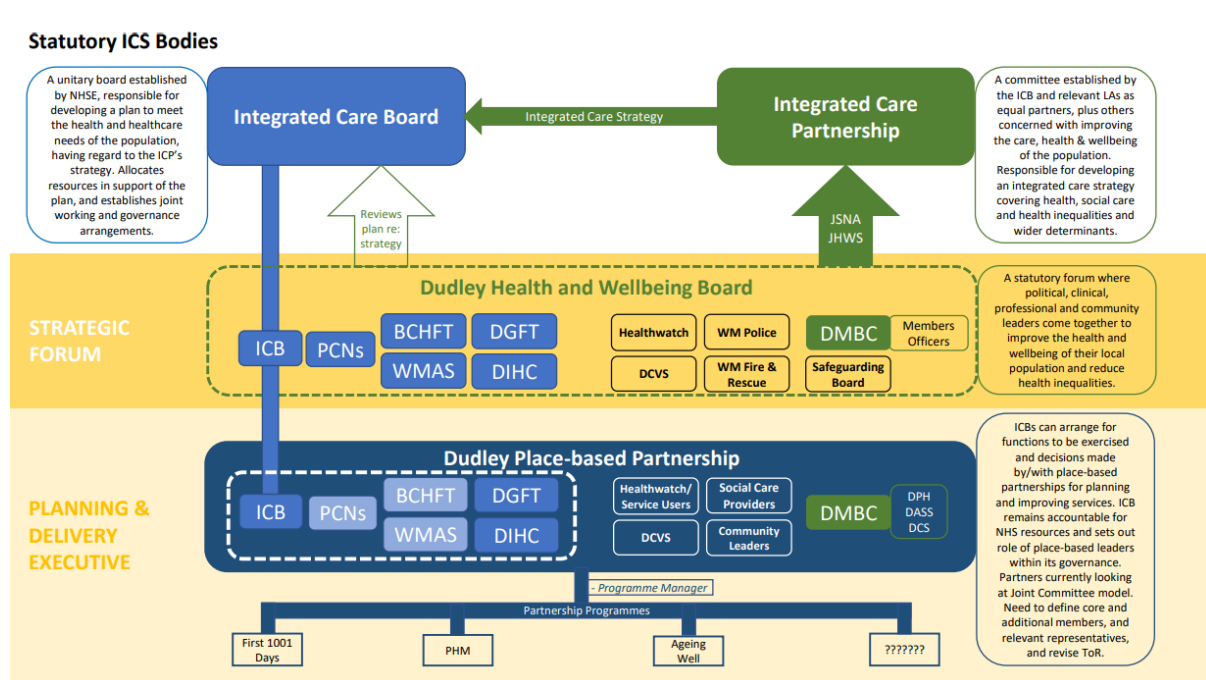 Statutory ICS Bodies
A unitary board established
by NHSE, responsible for
developing a plan to meet
the health and healthcare
needs of the population,
having regard to the ICP's
strategy. Allocates
resources in support of the
plan, and establishes joint
working and governance
arrangements.
Integrated Care Board
Integrated Care Strategy
Integrated Care
Partnership
A committee established by
the ICB and relevant LAs as
equal partners, plus others
concerned with improving
the care, health & wellbeing
of the population.
Responsible for developing
an integrated care strategy
covering health, social care
and health inequalities and
wider determinants.
Reviews
plan re:
strategy
JSNA
JHWS
STRATEGIC
FORUM
Dudley Health and Wellbeing Board
ICB
PCNs
BCHFT
DGFT
WMAS
DIHC
Healthwatch
WM Police
DCVS
WM Fire &
Rescue
DMBC
Members
Officers
Safeguarding
Board
A statutory forum where
political, clinical,
professional and community
leaders come together to
improve the health and
wellbeing of their local
population and reduce
health inequalities.
PLANNING &
DELIVERY
EXECUTIVE
Dudley Place-based Partnership
ICB
PCNs
BCHFT
DGFT
WMAS
DIHC
Healthwatch/
Service Users
Social Care
Providers
DCVS
Community
Leaders
DMBC
DPH
DASS
DCS
ICBs can arrange for
functions to be exercised
and decisions made
by/with place-based
partnerships for planning
and improving services. ICB
remains accountable for
NHS resources and sets out
role of place-based leaders
within its governance.
Partners currently looking
at Joint Committee model.
Need to define core and
additional members, and
relevant representatives,
and revise ToR.
- Programme Manager
Partnership Programmes
First 1001
Days
PHM
Ageing
Well
???????